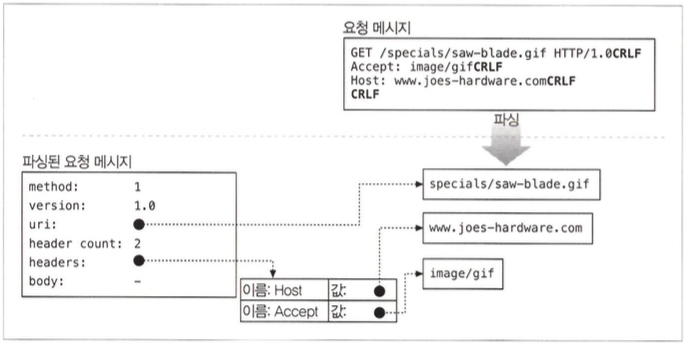 요청 메시지
GET /specials/saw-blade.gif HTTP/1.0CRLF
Accept: image/gifCRLF
Host: www.joes-hardware.comCRLF
CRLF
파싱
파싱된 요청 메시지
method: 1
version: 1.0
uri:
header count: 2
headers:
body: –
specials/saw-blade.gif
www.joes-hardware.com
image/gif
이름: Host 값:
이름: Accept 값: